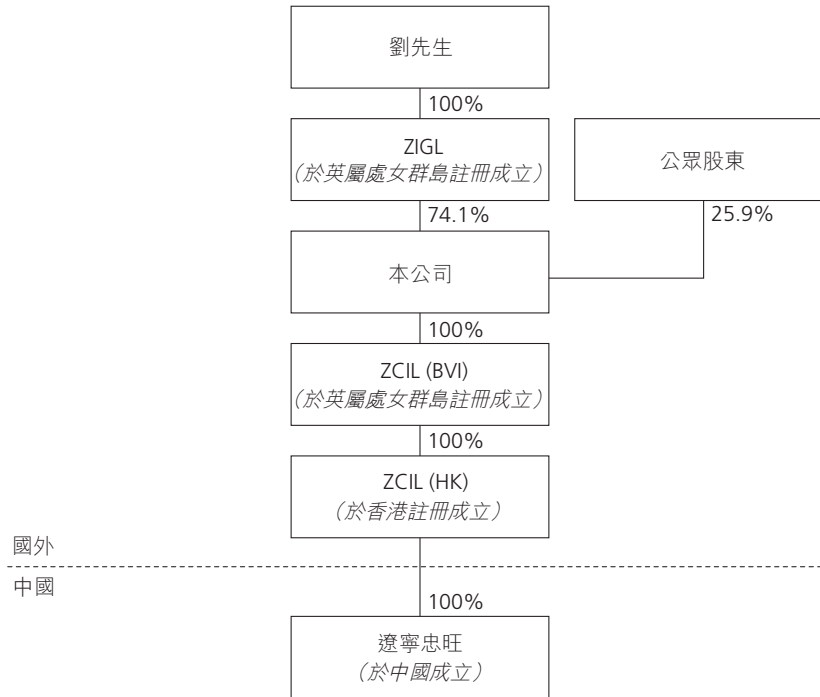 劉先生
100%
ZIGL
（於英屬處女群島註冊成立）
公眾股東
74.1%
25.9%
本公司
100%
ZCIL (BVI)
（於英屬處女群島註冊成立）
100%
ZCIL (HK)
（於香港註冊成立）
國外
中國
100%
遼寧忠旺
（於中國成立）